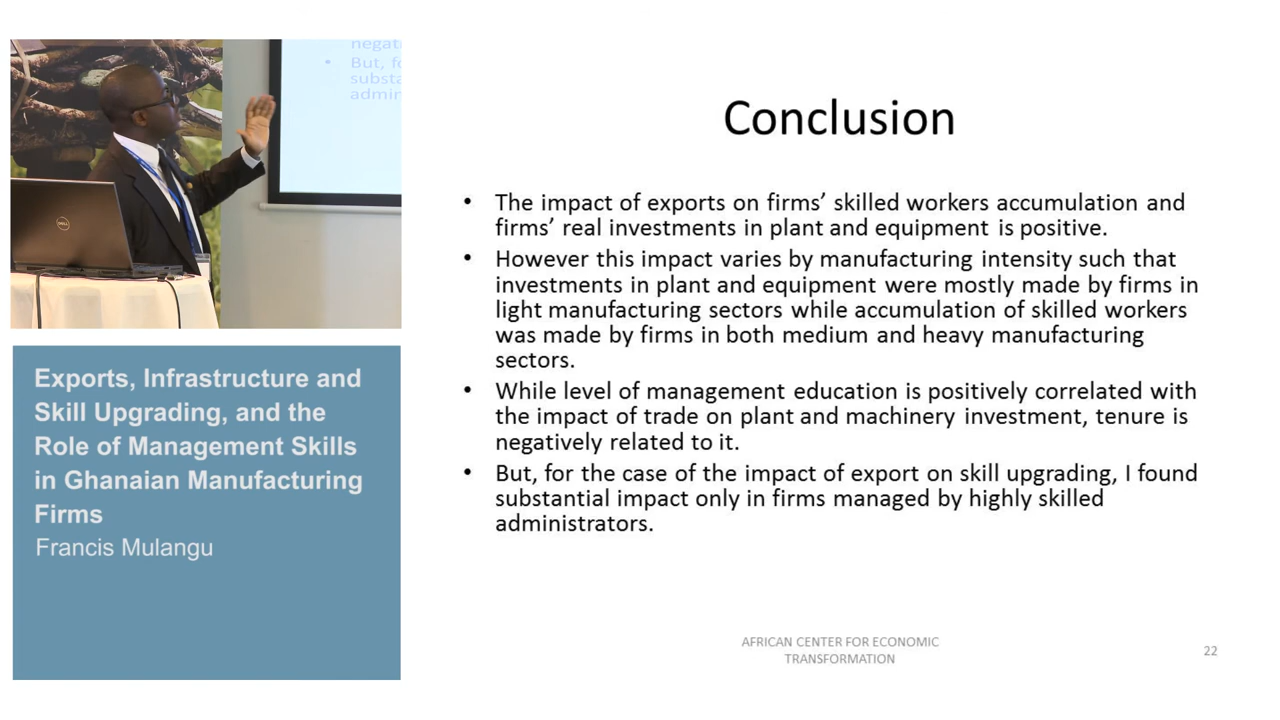 negat
• But, fo
substa
admin
DELL
Exports, Infrastructure and
Skill Upgrading, and the
Role of Management Skills
in Ghanaian Manufacturing
Firms
Francis Mulangu
Conclusion
• The impact of exports on firms’ skilled workers accumulation and
firms’ real investments in plant and equipment is positive.
• However this impact varies by manufacturing intensity such that
investments in plant and equipment were mostly made by firms in
light manufacturing sectors while accumulation of skilled workers
was made by firms in both medium and heavy manufacturing
sectors.
• While level of management education is positively correlated with
the impact of trade on plant and machinery investment, tenure is
negatively related to it.
• But, for the case of the impact of export on skill upgrading, I found
substantial impact only in firms managed by highly skilled
administrators.
AFRICAN CENTER FOR ECONOMIC
TRANSFORMATION
22